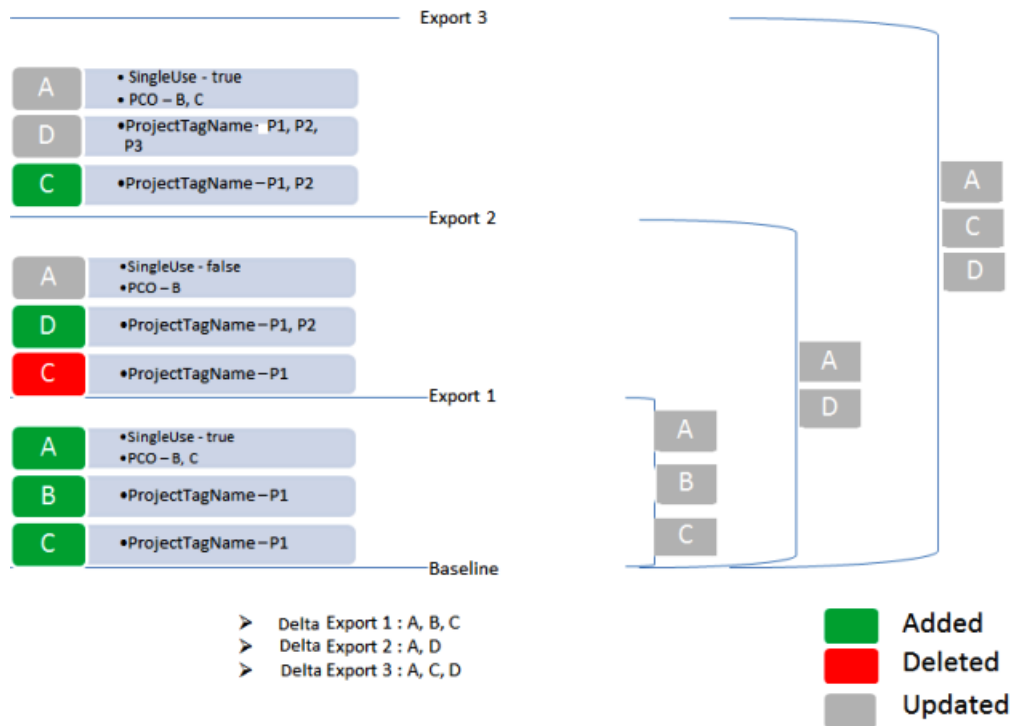 Export 3
A
• SingleUse - true
• PCO – B, C
D
•ProjectTagName - P1, P2,
P3
C
•ProjectTagName – P1, P2
Export 2
A
•SingleUse - false
•PCO – B
D
•ProjectTagName – P1, P2
C
•ProjectTagName – P1
Export 1
A
•SingleUse - true
•PCO – B, C
B
•ProjectTagName – P1
C
•ProjectTagName – P1
Baseline
A
B
C
A
D
A
C
D
➢ Delta Export 1 : A, B, C
➢ Delta Export 2 : A, D
➢ Delta Export 3 : A, C, D
Added
Deleted
Updated